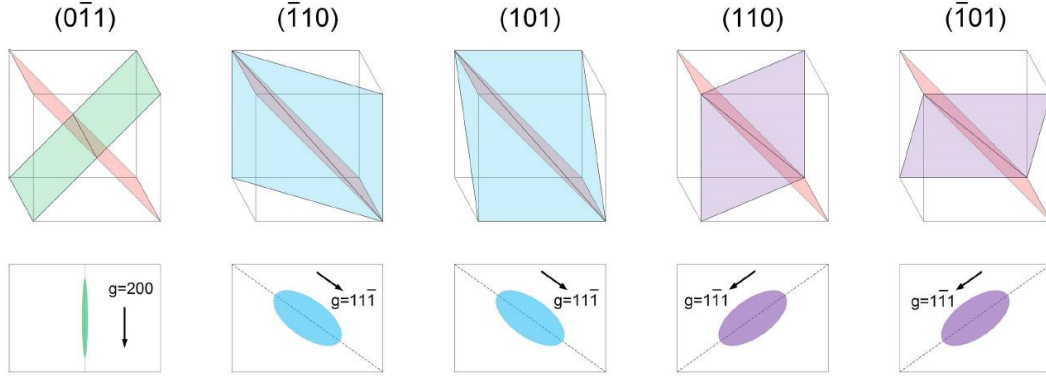 (01̅1)
(1̅10)
(101)
(110)
(1̅01)
g=200
g=111̅
g=111̅
g=11̅1
g=11̅1